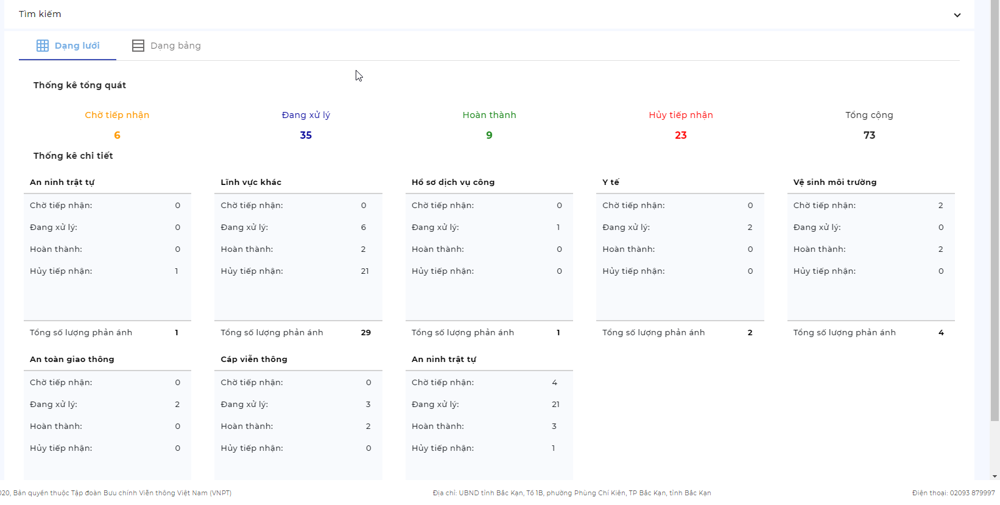 Tìm kiếm
Dạng lưới Dạng bảng
Thống kê tổng quát
Chờ tiếp nhận Đang xử lý Hoàn thành Hủy tiếp nhận Tổng cộng
6 35 9 23 73
Thống kê chi tiết
An ninh trật tự Lĩnh vực khác Hồ sơ dịch vụ công Y tế Vệ sinh môi trường
Chờ tiếp nhận: 0 Chờ tiếp nhận: 0 Chờ tiếp nhận: 0 Chờ tiếp nhận: 0 Chờ tiếp nhận: 2
Đang xử lý: 0 Đang xử lý: 6 Đang xử lý: 1 Đang xử lý: 2 Đang xử lý: 0
Hoàn thành: 0 Hoàn thành: 2 Hoàn thành: 0 Hoàn thành: 0 Hoàn thành: 2
Hủy tiếp nhận: 1 Hủy tiếp nhận: 21 Hủy tiếp nhận: 0 Hủy tiếp nhận: 0 Hủy tiếp nhận: 0
Tổng số lượng phản ánh 1 Tổng số lượng phản ánh 29 Tổng số lượng phản ánh 1 Tổng số lượng phản ánh 2 Tổng số lượng phản ánh 4
An toàn giao thông Cáp viễn thông An ninh trật tự
Chờ tiếp nhận: 0 Chờ tiếp nhận: 0 Chờ tiếp nhận: 4
Đang xử lý: 2 Đang xử lý: 3 Đang xử lý: 21
Hoàn thành: 0 Hoàn thành: 2 Hoàn thành: 3
Hủy tiếp nhận: 0 Hủy tiếp nhận: 0 Hủy tiếp nhận: 1
020, Bản quyền thuộc Tập đoàn Bưu chính Viễn thông Việt Nam (VNPT) Địa chỉ: UBND tỉnh Bắc Kạn, Tổ 1B, phường Phùng Chí Kiên, TP Bắc Kạn, tỉnh Bắc Kạn Điện thoại: 02093 879997